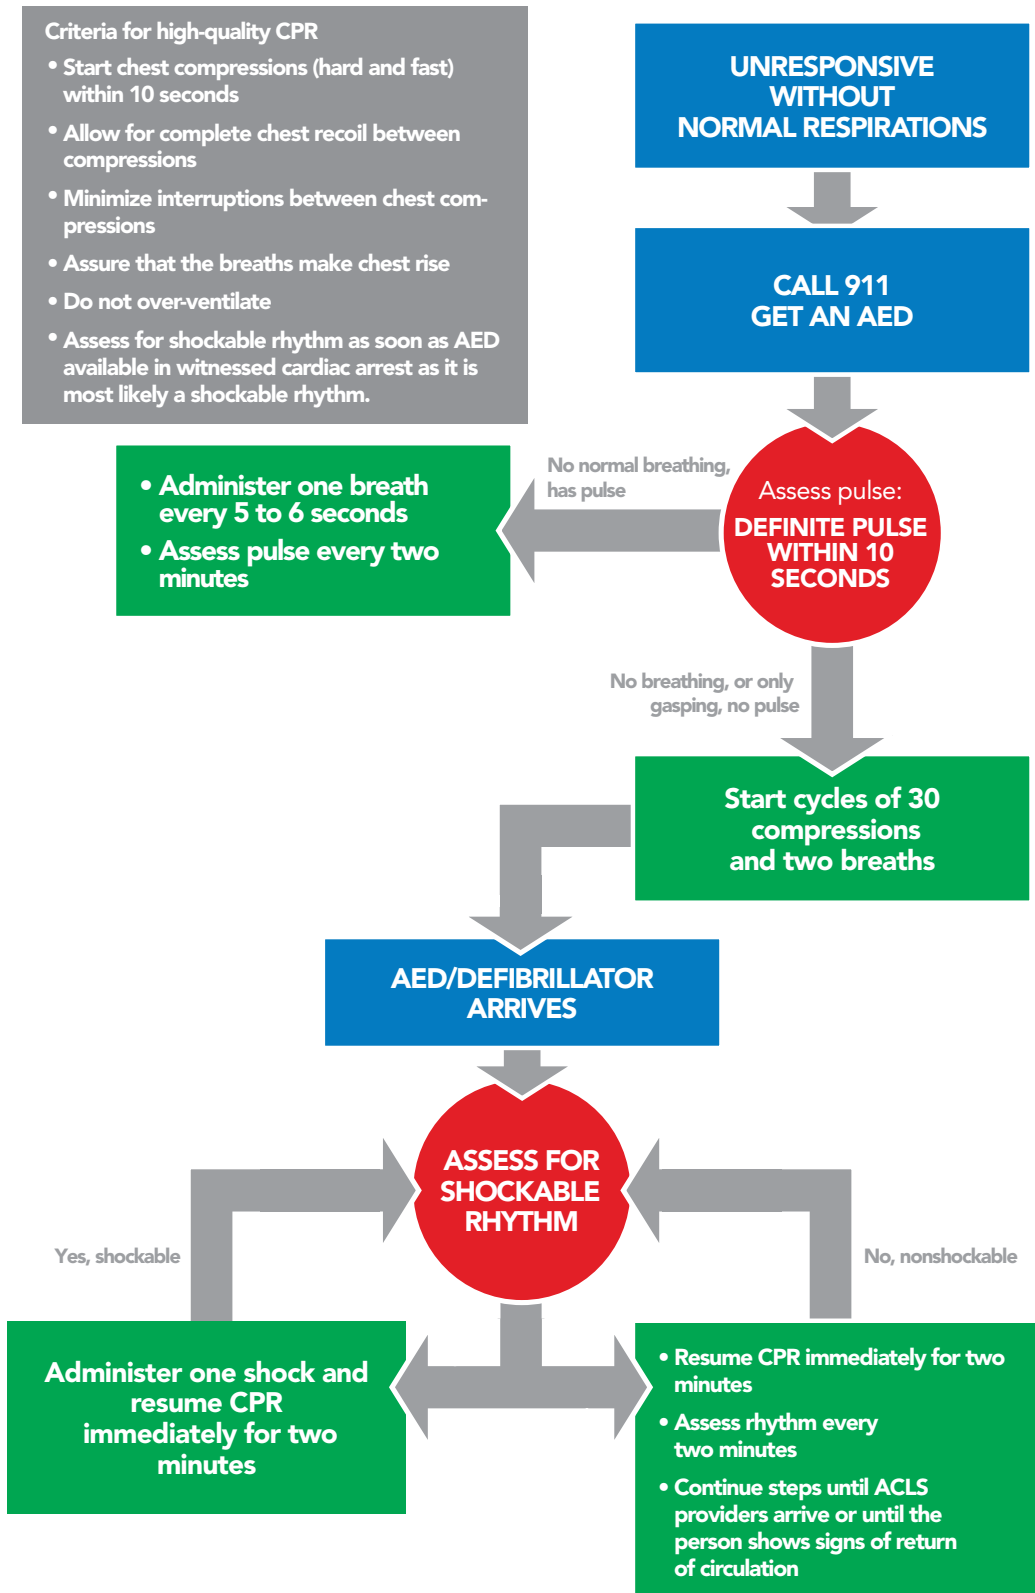 Criteria for high-quality CPR
• Start chest compressions (hard and fast)
within 10 seconds
• Allow for complete chest recoil between
compressions
• Minimize interruptions between chest com-
pressions
• Assure that the breaths make chest rise
• Do not over-ventilate
• Assess for shockable rhythm as soon as AED
available in witnessed cardiac arrest as it is
most likely a shockable rhythm.
UNRESPONSIVE
WITHOUT
NORMAL RESPIRATIONS
CALL 911
GET AN AED
Assess pulse:
DEFINITE PULSE
WITHIN 10
SECONDS
No normal breathing,
has pulse
• Administer one breath
every 5 to 6 seconds
• Assess pulse every two
minutes
No breathing, or only
gasping, no pulse
Start cycles of 30
compressions
and two breaths
AED/DEFIBRILLATOR
ARRIVES
ASSESS FOR
SHOCKABLE
RHYTHM
Yes, shockable
No, nonshockable
Administer one shock and
resume CPR
immediately for two
minutes
• Resume CPR immediately for two
minutes
• Assess rhythm every
two minutes
• Continue steps until ACLS
providers arrive or until the
person shows signs of return
of circulation